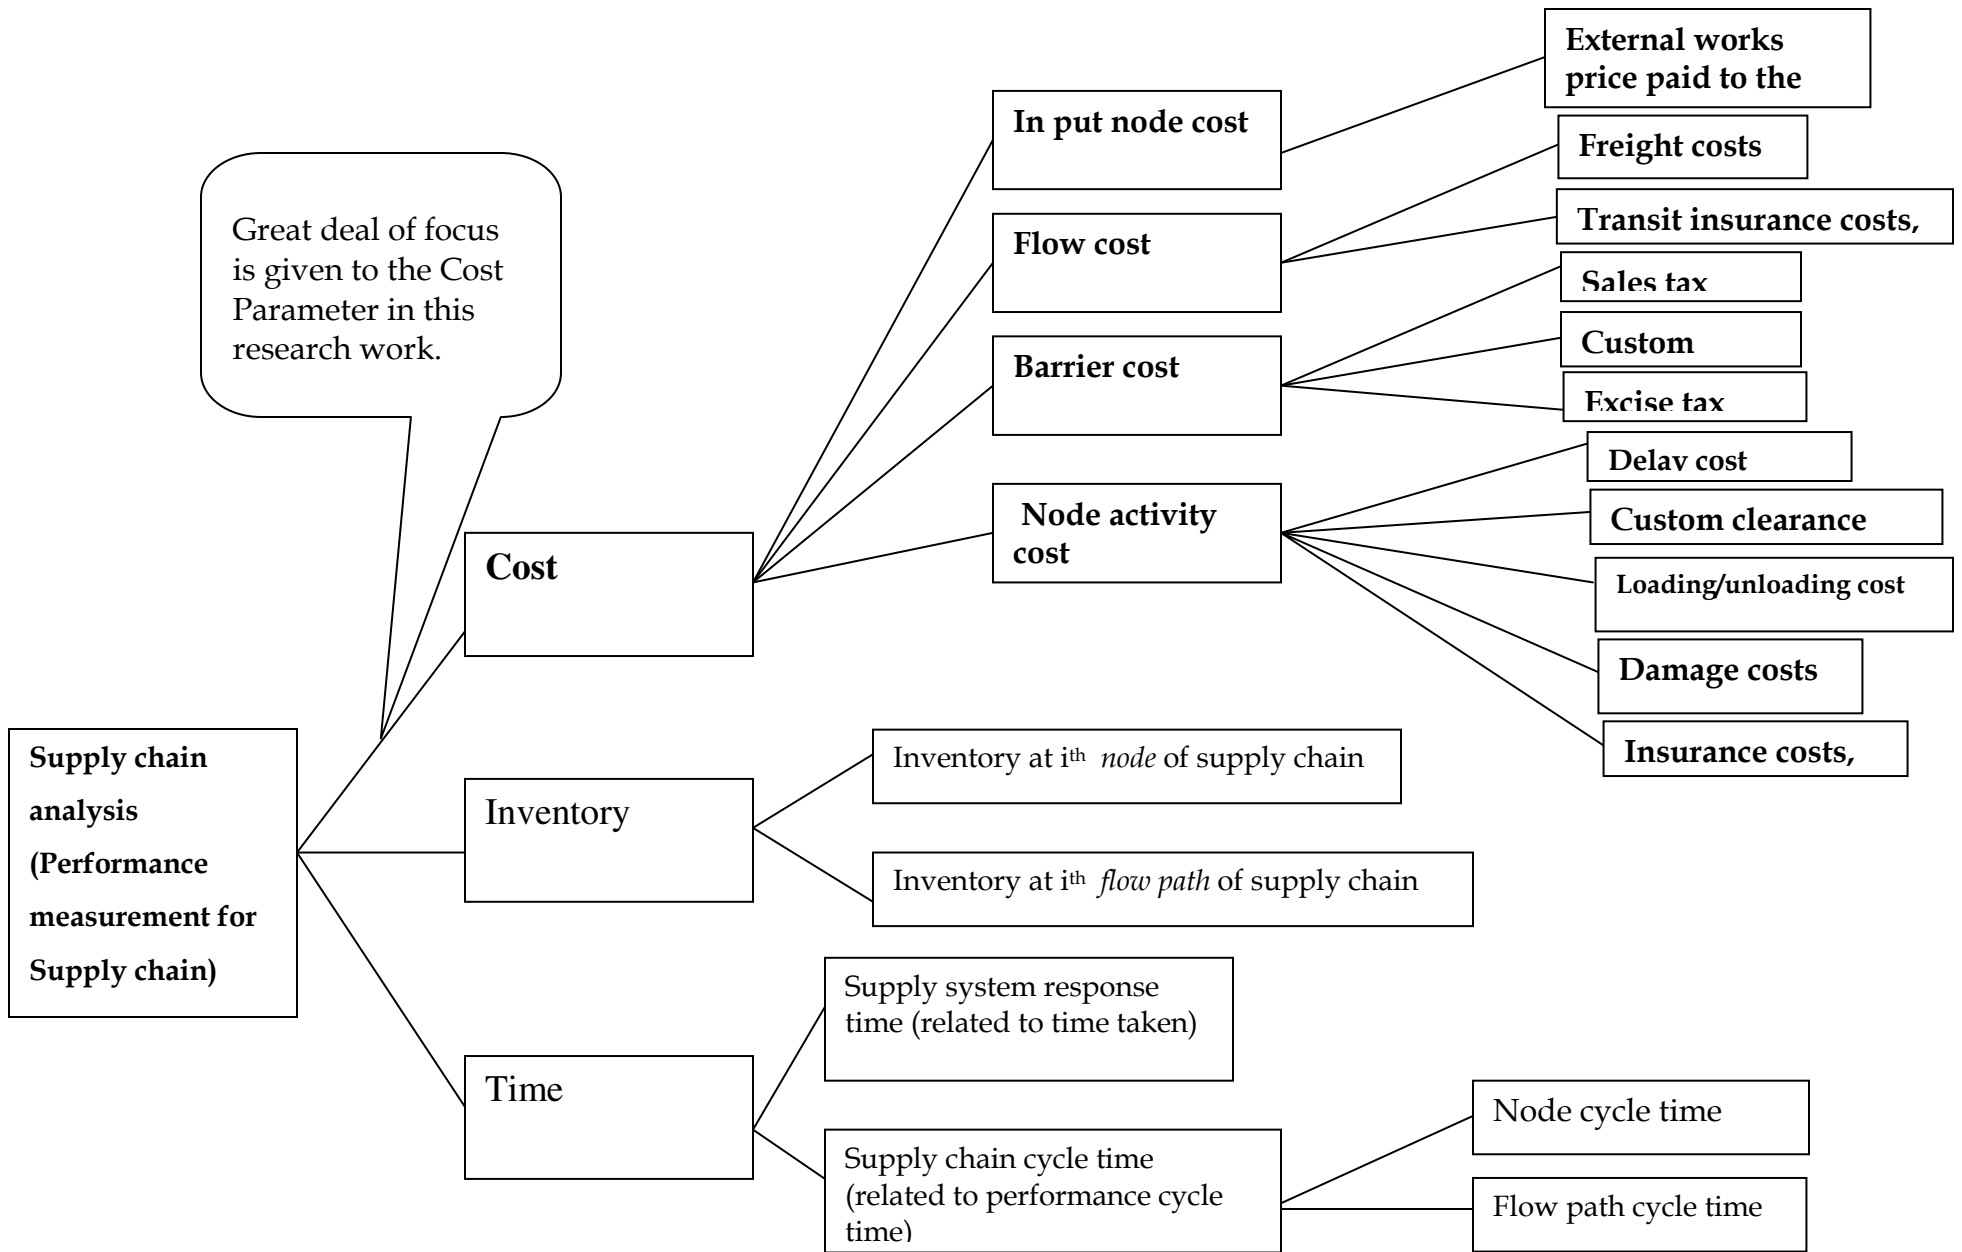 External works
price paid to the
In put node cost
Freight costs
Transit insurance costs,
Flow cost
Sales tax
Custom
Barrier cost
Excise tax
Great deal of focus
is given to the Cost
Parameter in this
research work.
Delay cost
Node activity
cost
Custom clearance
Loading/unloading cost
Cost
Damage costs
Insurance costs,
Supply chain
analysis
(Performance
measurement for
Supply chain)
Inventory at ith node of supply chain
Inventory
Inventory at ith flow path of supply chain
Supply system response
time (related to time taken)
Time
Supply chain cycle time
(related to performance cycle
time)
Node cycle time
Flow path cycle time